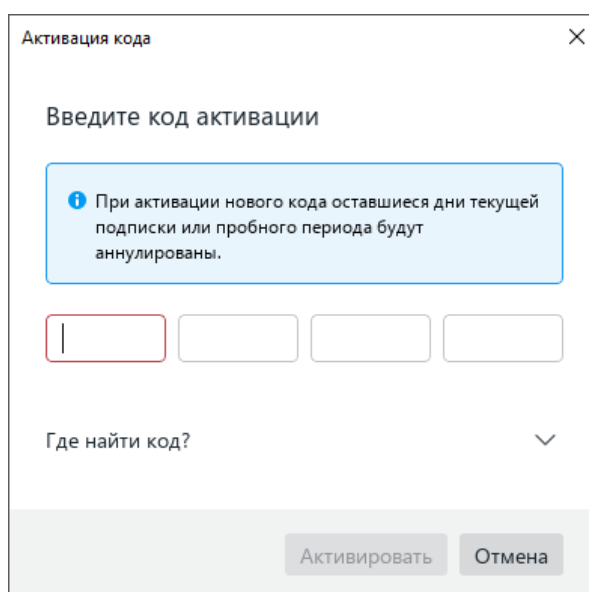 Активация кода
Введите код активации
При активации нового кода оставшиеся дни текущей
подписки или пробного периода будут
аннулированы.
Где найти код?
Активировать
Отмена